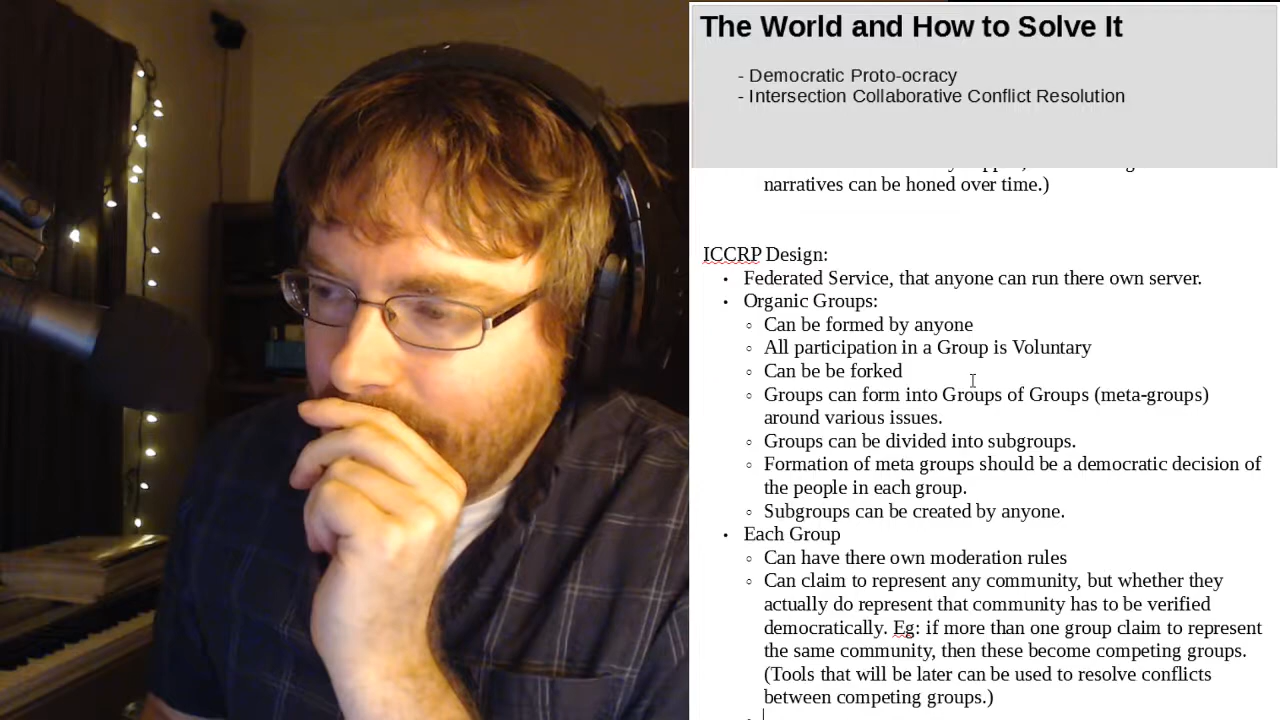 The World and How to Solve It
- Democratic Proto-ocracy
- Intersection Collaborative Conflict Resolution
narratives can be honed over time.)
ICCRP Design:
• Federated Service, that anyone can run there own server.
• Organic Groups:
◦ Can be formed by anyone
◦ All participation in a Group is Voluntary
◦ Can be be forked
◦ Groups can form into Groups of Groups (meta-groups)
around various issues.
◦ Groups can be divided into subgroups.
◦ Formation of meta groups should be a democratic decision of
the people in each group.
◦ Subgroups can be created by anyone.
• Each Group
◦ Can have there own moderation rules
◦ Can claim to represent any community, but whether they
actually do represent that community has to be verified
democratically. Eg: if more than one group claim to represent
the same community, then these become competing groups.
(Tools that will be later can be used to resolve conflicts
between competing groups.)